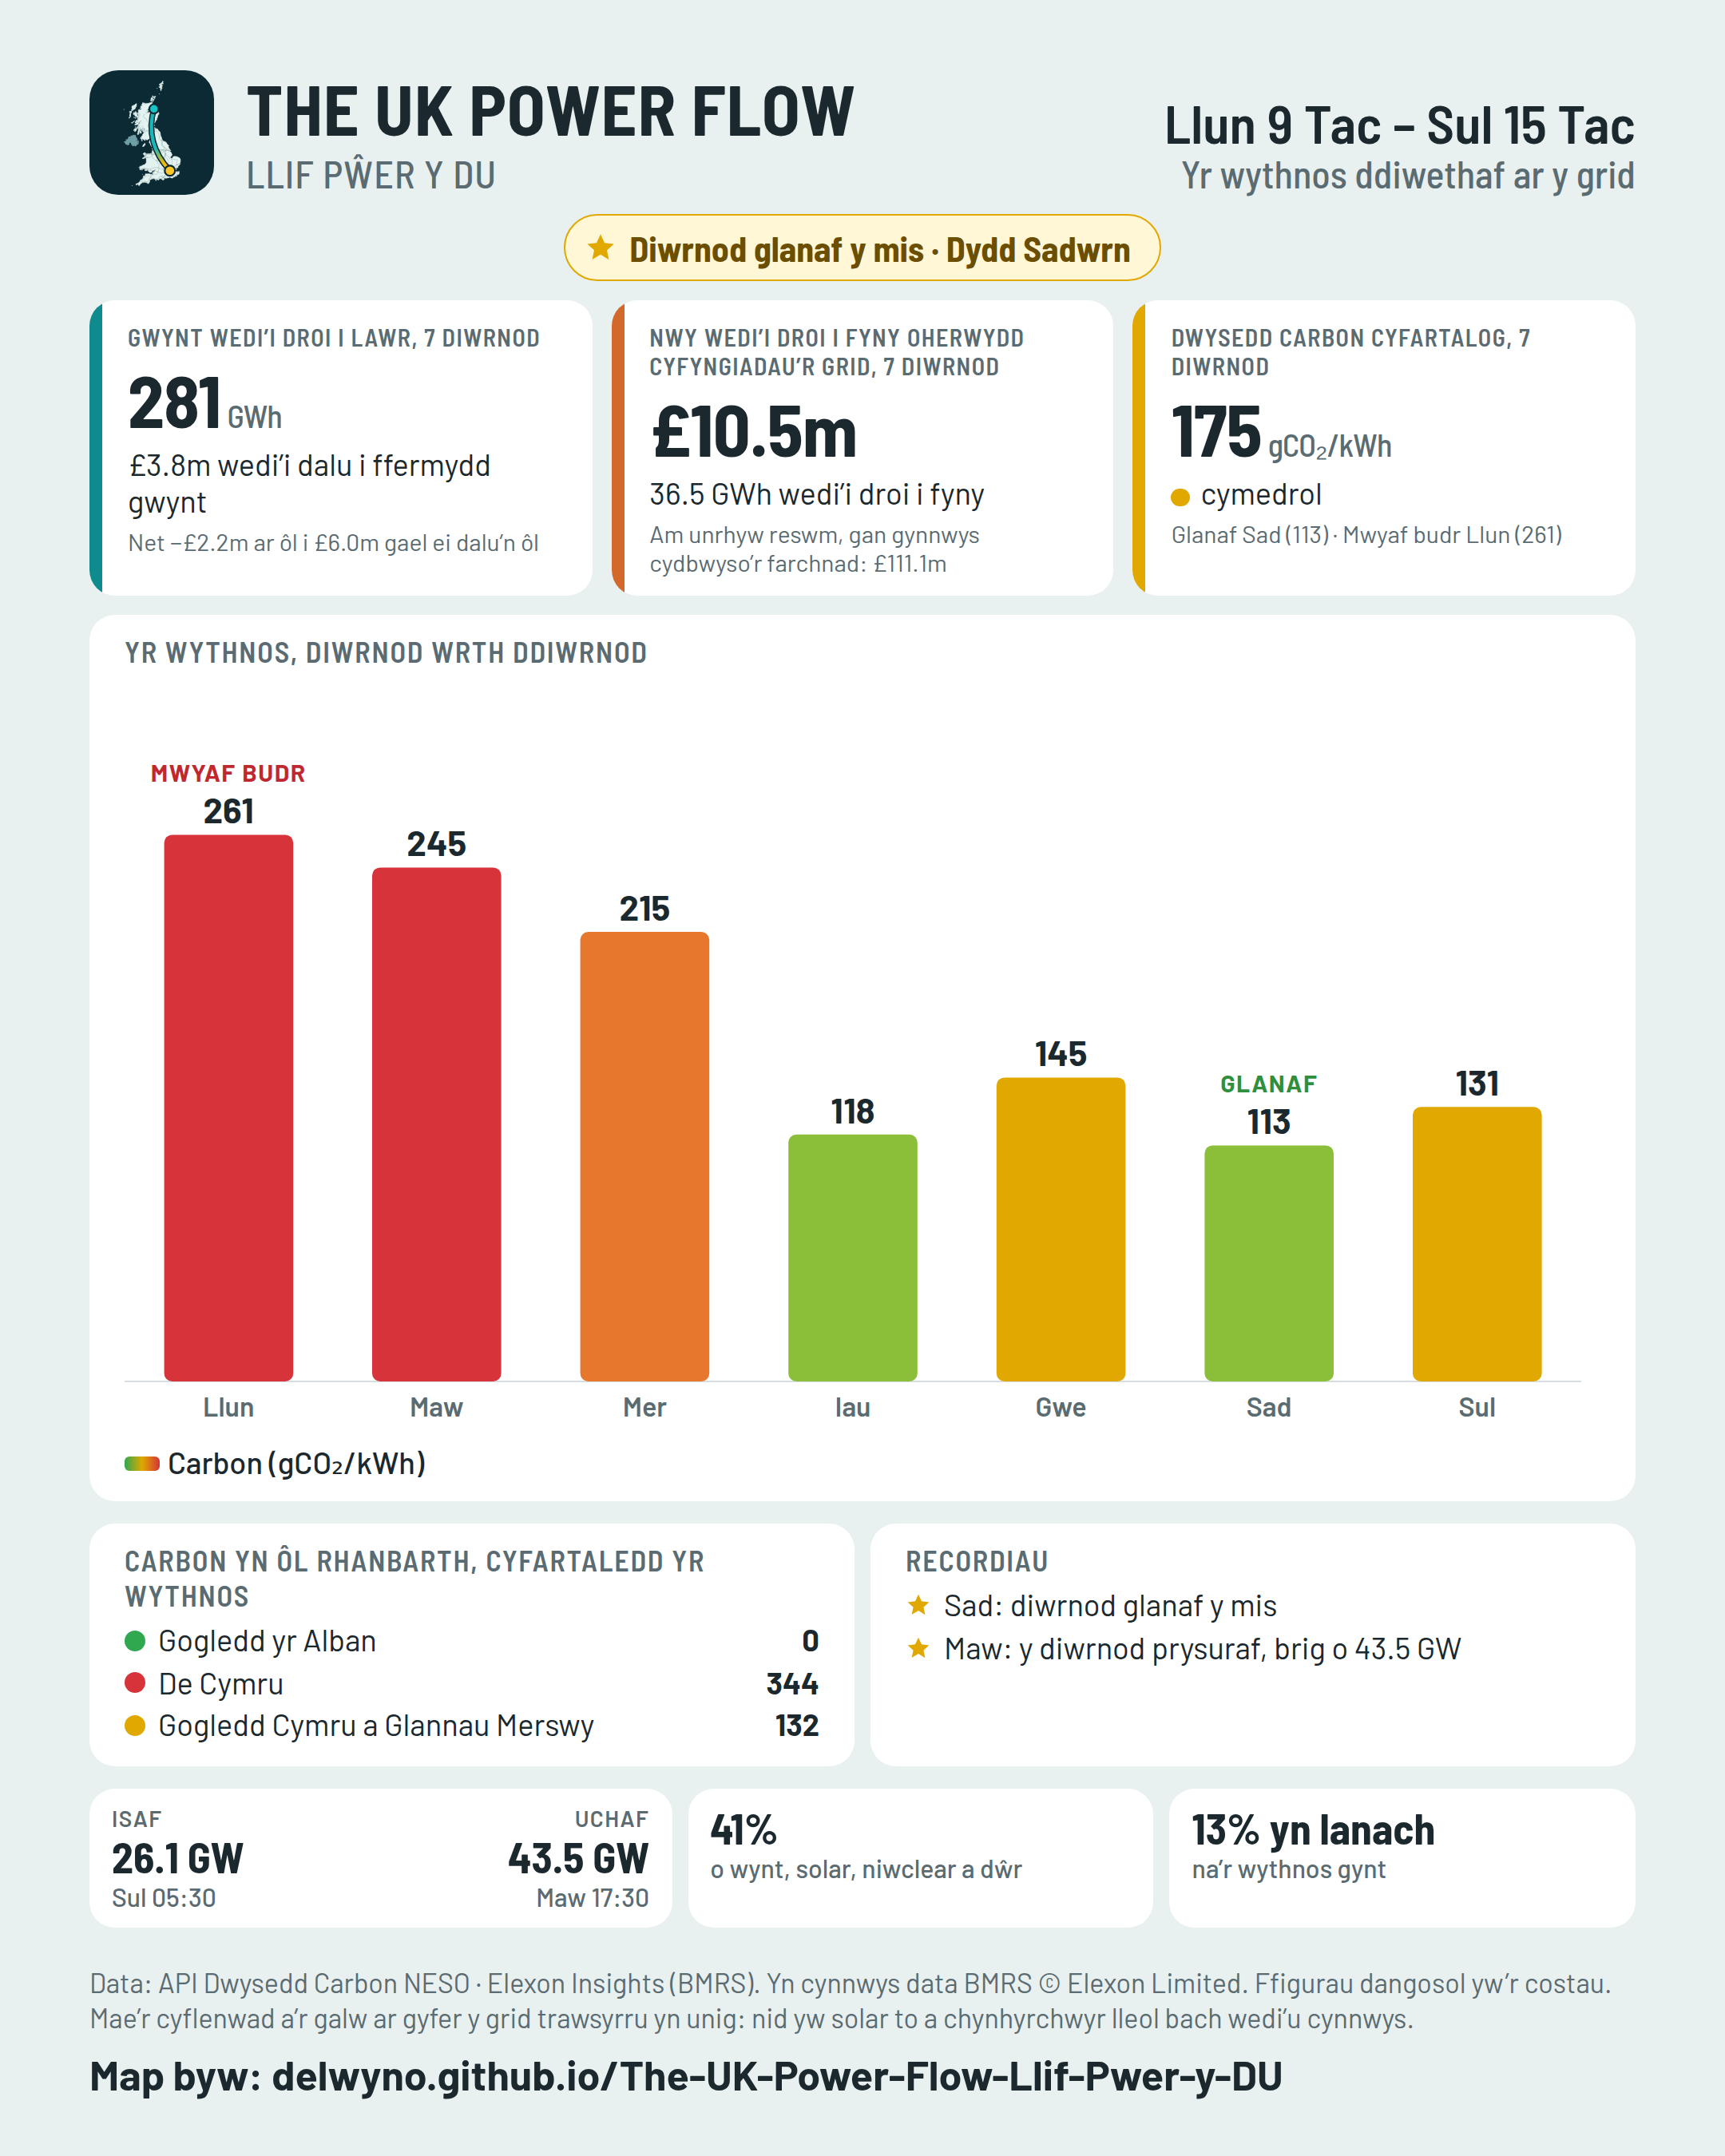 THE UK POWER FLOW
LLIF PŴER Y DU
Llun 9 Tac – Sul 15 Tac
Yr wythnos ddiwethaf ar y grid
Diwrnod glanaf y mis · Dydd Sadwrn
GWYNT WEDI’I DROI I LAWR, 7 DIWRNOD
281 GWh
£3.8m wedi’i dalu i ffermydd
gwynt
Net −£2.2m ar ôl i £6.0m gael ei dalu’n ôl
NWY WEDI’I DROI I FYNY OHERWYDD
CYFYNGIADAU’R GRID, 7 DIWRNOD
£10.5m
36.5 GWh wedi’i droi i fyny
Am unrhyw reswm, gan gynnwys
cydbwyso’r farchnad: £111.1m
DWYSEDD CARBON CYFARTALOG, 7
DIWRNOD
175 gCO₂/kWh
cymedrol
Glanaf Sad (113) · Mwyaf budr Llun (261)
YR WYTHNOS, DIWRNOD WRTH DDIWRNOD
MWYAF BUDR
261
245
215
118
145
GLANAF
113
131
Llun
Maw
Mer
Iau
Gwe
Sad
Sul
Carbon (gCO₂/kWh)
CARBON YN ÔL RHANBARTH, CYFARTALEDD YR
WYTHNOS
Gogledd yr Alban 0
De Cymru 344
Gogledd Cymru a Glannau Merswy 132
RECORDIAU
Sad: diwrnod glanaf y mis
Maw: y diwrnod prysuraf, brig o 43.5 GW
ISAF
26.1 GW
Sul 05:30
UCHAF
43.5 GW
Maw 17:30
41%
o wynt, solar, niwclear a dŵr
13% yn lanach
na’r wythnos gynt
Data: API Dwysedd Carbon NESO · Elexon Insights (BMRS). Yn cynnwys data BMRS © Elexon Limited. Ffigurau dangosol yw’r costau.
Mae’r cyflenwad a’r galw ar gyfer y grid trawsyrru yn unig: nid yw solar to a chynhyrchwyr lleol bach wedi’u cynnwys.
Map byw: delwyno.github.io/The-UK-Power-Flow-Llif-Pwer-y-DU